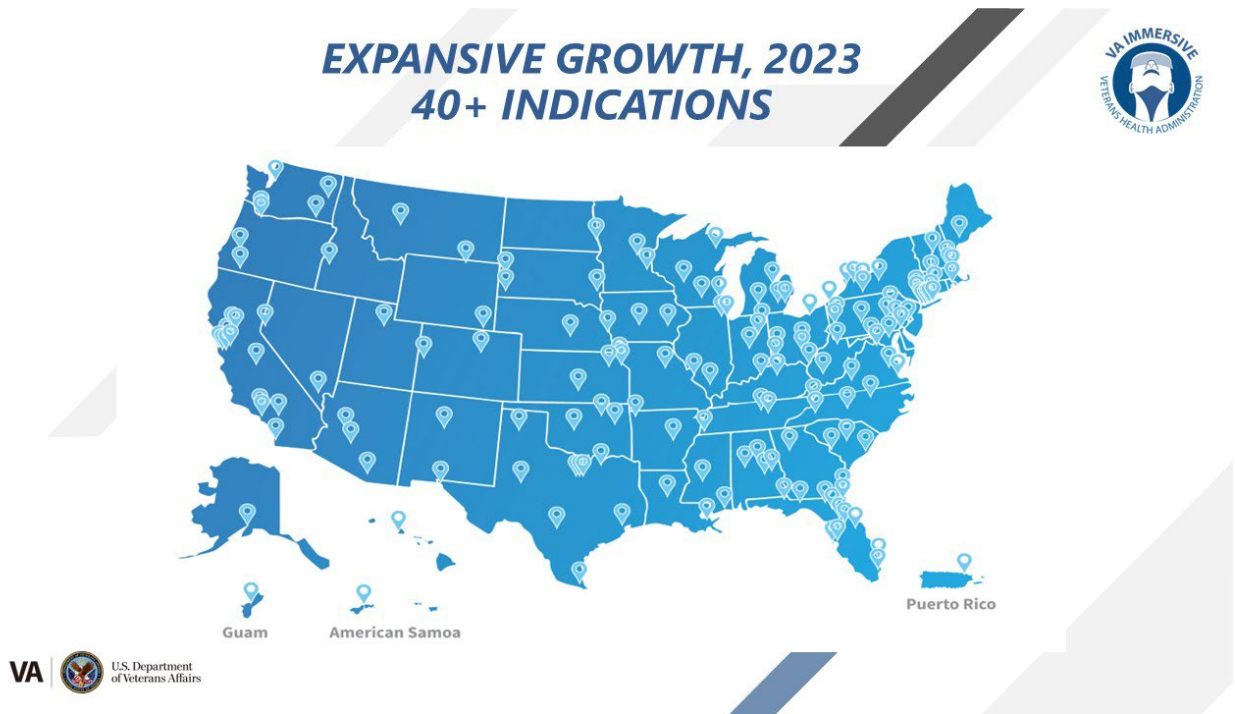 EXPANSIVE GROWTH, 2023
40+ INDICATIONS
VA IMMERSIVE
VETERANS HEALTH ADMINISTRATION
Guam
American Samoa
Puerto Rico
VA
U.S. Department
of Veterans Affairs